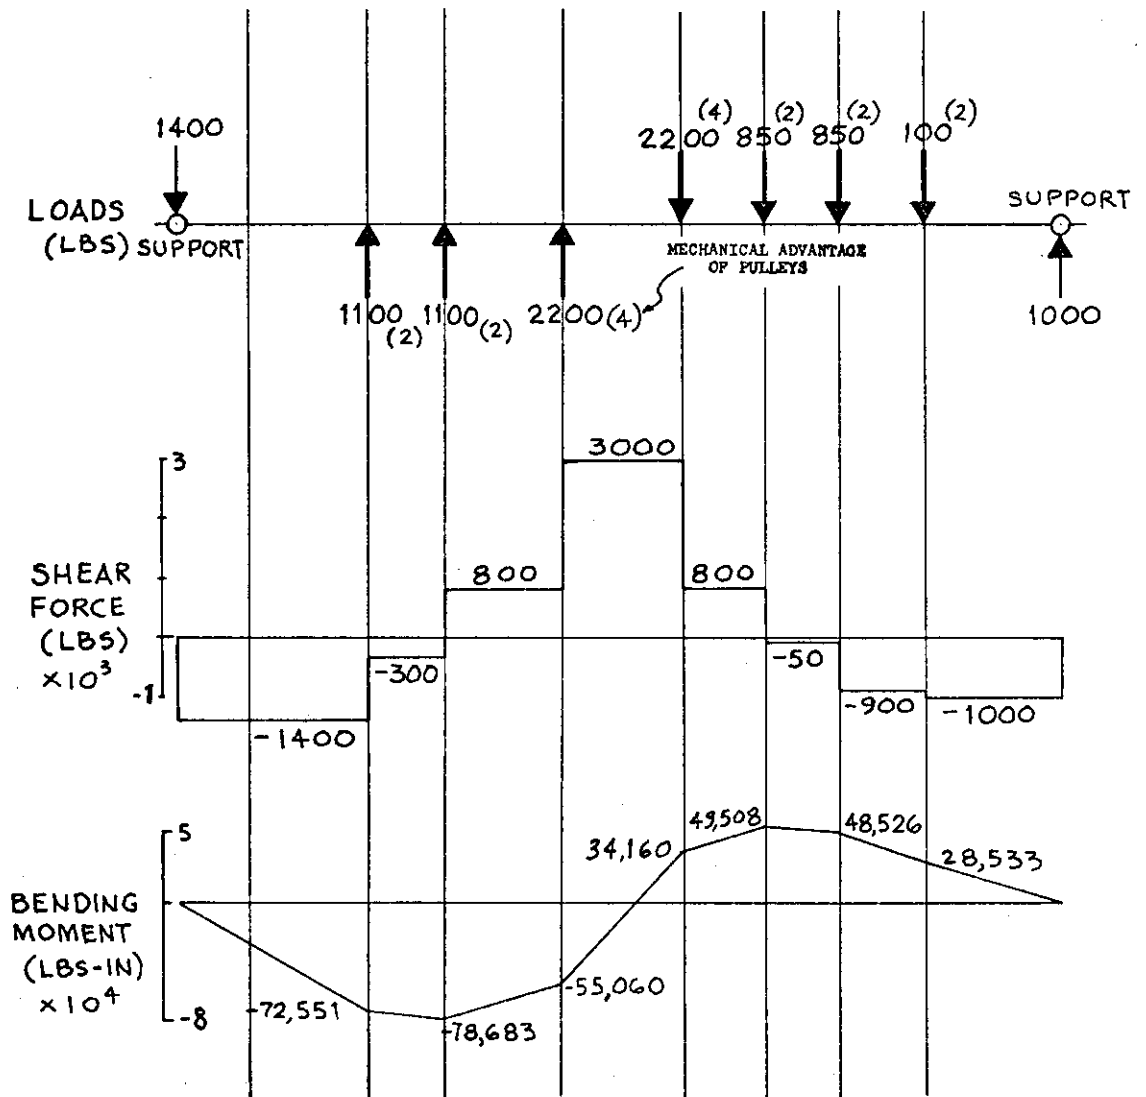 1400
2200(4) 850(2) 850(2) 100(2)
LOADS
(LBS)
SUPPORT
SUPPORT
MECHANICAL ADVANTAGE
OF PULLEYS
1100(2) 1100(2) 2200(4)
1000
3000
3
SHEAR
FORCE
(LBS)
×10³
-1
800
800
-300
-50
-900
-1000
-1400
5
BENDING
MOMENT
(LBS-IN)
×10⁴
-8
34,160
49,508
48,526
28,533
-72,551
-78,683
-55,060